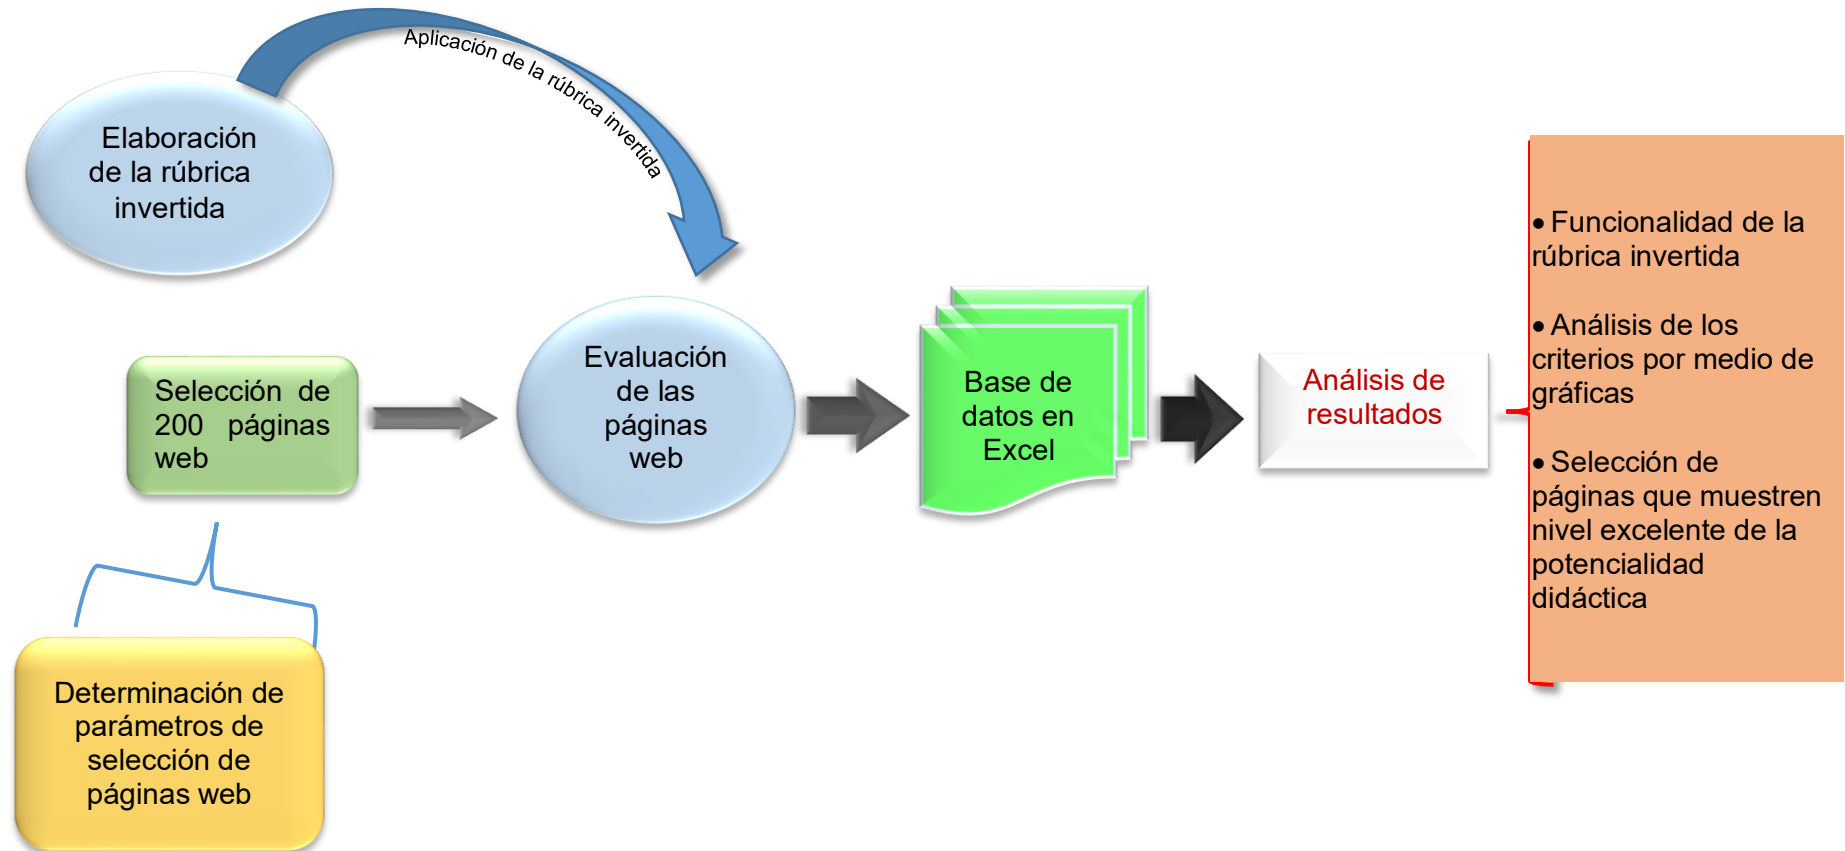 Aplicación de la rúbrica invertida
Elaboración
de la rúbrica
invertida
Selección de
200 páginas
web
Determinación de
parámetros de
selección de
páginas web
Evaluación
de las
páginas
web
Base de
datos en
Excel
Análisis de
resultados
• Funcionalidad de la
rúbrica invertida
• Análisis de los
criterios por medio de
gráficas
• Selección de
páginas que muestren
nivel excelente de la
potencialidad
didáctica